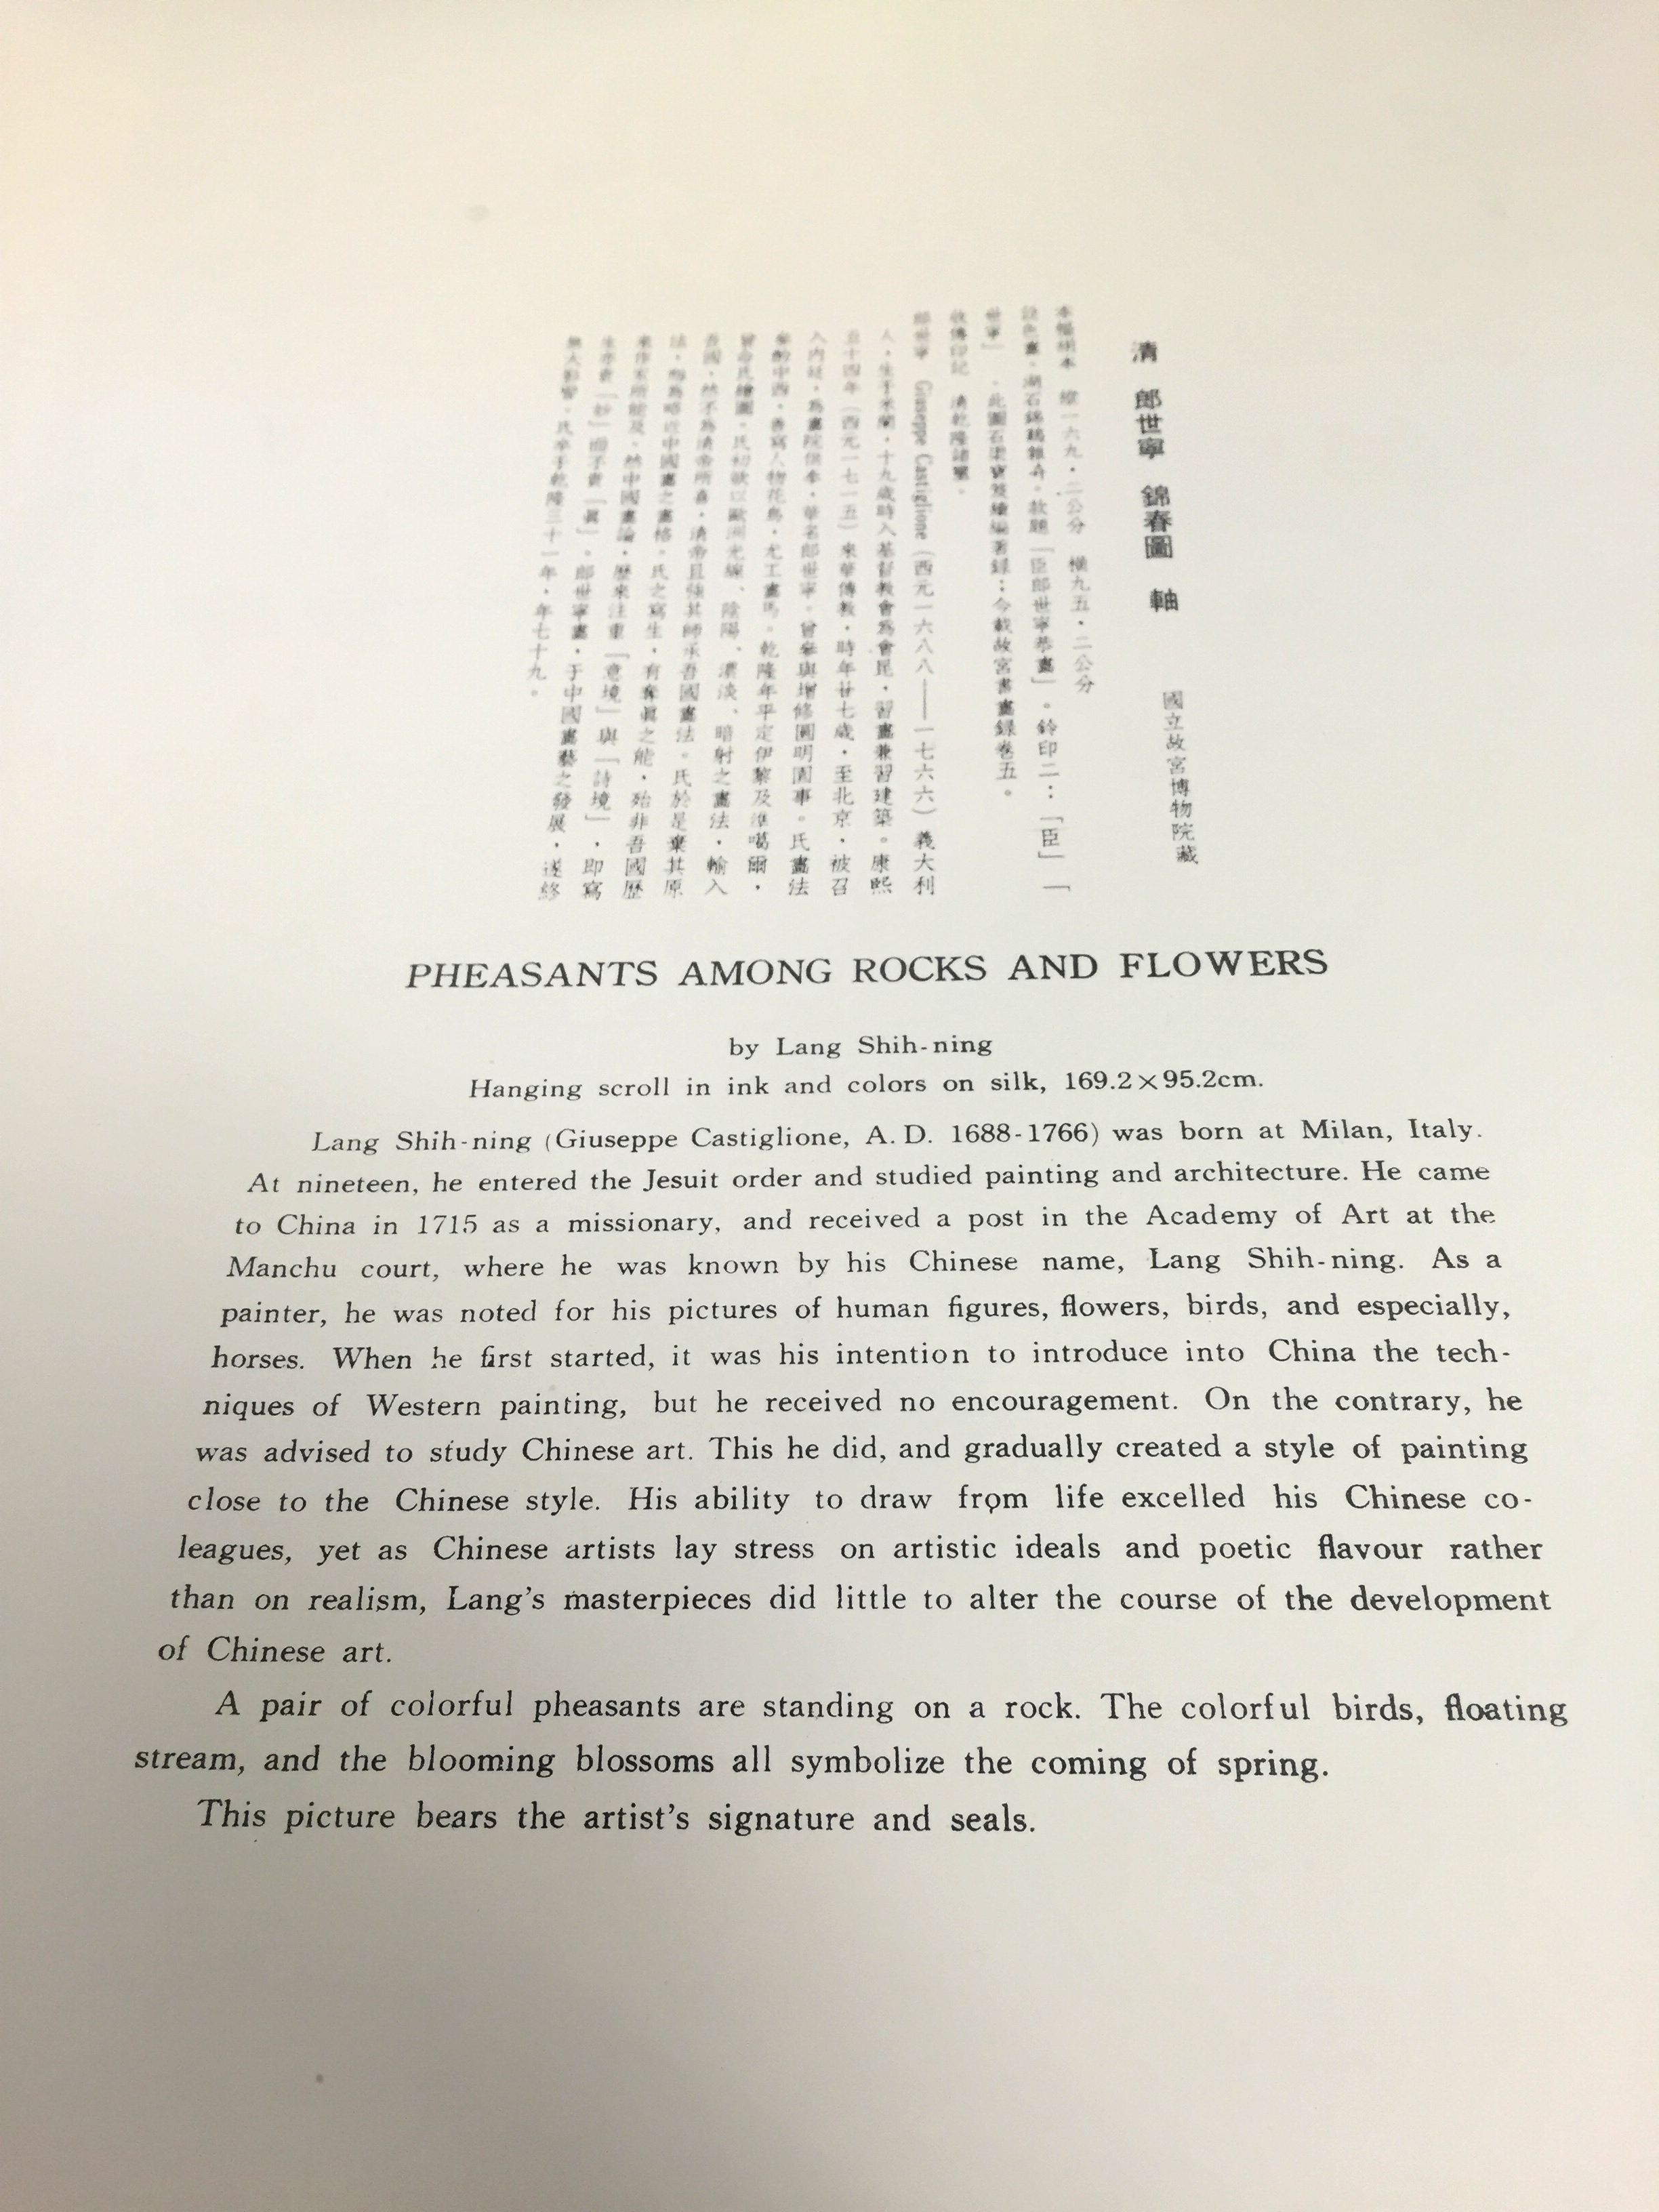 清 郎世寧 錦春圖 軸 國立故宮博物院藏
本幅絹本 縱一六九·二公分 橫九五·二公分
設色畫·湖石錦鷄雜卉。款題「臣郎世寧恭畫」。鈐印二:「臣」「
世寧」·此圖石渠寶笈續編著錄:今載故宮書畫錄卷五。
收傳印記 清乾隆諸璽。
郎世寧 Giuseppe Castiglione(西元一六八八——一七六六)義大利
人·生于米蘭·十九歲時入基督教會為會昆·習畫兼習建築。康熙
五十四年(西元一七一五)來華傳教·時年廿七歲·至北京·被召
入內廷·為畫院供奉·華名郎世寧。曾參與增修圓明園事。氏畫法
參酌中西·善寫人物花鳥·尤工畫馬。乾隆年平定伊黎及準噶爾·
曾命氏繪圖。氏初欲以歐洲光線、陰陽、濃淡、暗射之畫法·輸入
吾國·然不為清帝所喜·清帝且強其師承吾國畫法。氏於是棄其原
法·為略近中國畫之畫格。氏之寫生·有奪眞之能·殆非吾國歷
來作家所能及。然中國畫論·歷來注重「意境」與「詩境」·即寫
生亦貴「妙」而不貴「眞」。郎世寧畫·于中國畫藝之發展·遂終
無大影響。氏卒于乾隆三十一年·年七十九。
PHEASANTS AMONG ROCKS AND FLOWERS
by Lang Shih-ning
Hanging scroll in ink and colors on silk, 169.2×95.2cm.
Lang Shih-ning (Giuseppe Castiglione, A. D. 1688-1766) was born at Milan, Italy.
At nineteen, he entered the Jesuit order and studied painting and architecture. He came
to China in 1715 as a missionary, and received a post in the Academy of Art at the
Manchu court, where he was known by his Chinese name, Lang Shih-ning. As a
painter, he was noted for his pictures of human figures, flowers, birds, and especially,
horses. When he first started, it was his intention to introduce into China the tech-
niques of Western painting, but he received no encouragement. On the contrary, he
was advised to study Chinese art. This he did, and gradually created a style of painting
close to the Chinese style. His ability to draw from life excelled his Chinese co-
leagues, yet as Chinese artists lay stress on artistic ideals and poetic flavour rather
than on realism, Lang's masterpieces did little to alter the course of the development
of Chinese art.
A pair of colorful pheasants are standing on a rock. The colorful birds, floating
stream, and the blooming blossoms all symbolize the coming of spring.
This picture bears the artist's signature and seals.